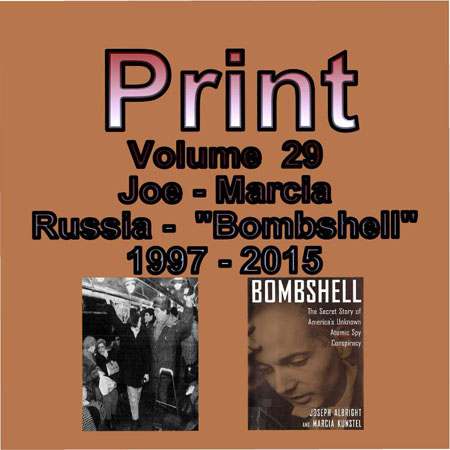 Print
Volume 29
Joe - Marcia
Russia - "Bombshell"
1997 - 2015
BOMBSHELL
The Secret Story of
America's Unknown
Atomic Spy
Conspiracy
JOSEPH ALBRIGHT
AND MARCIA KUNSTEL